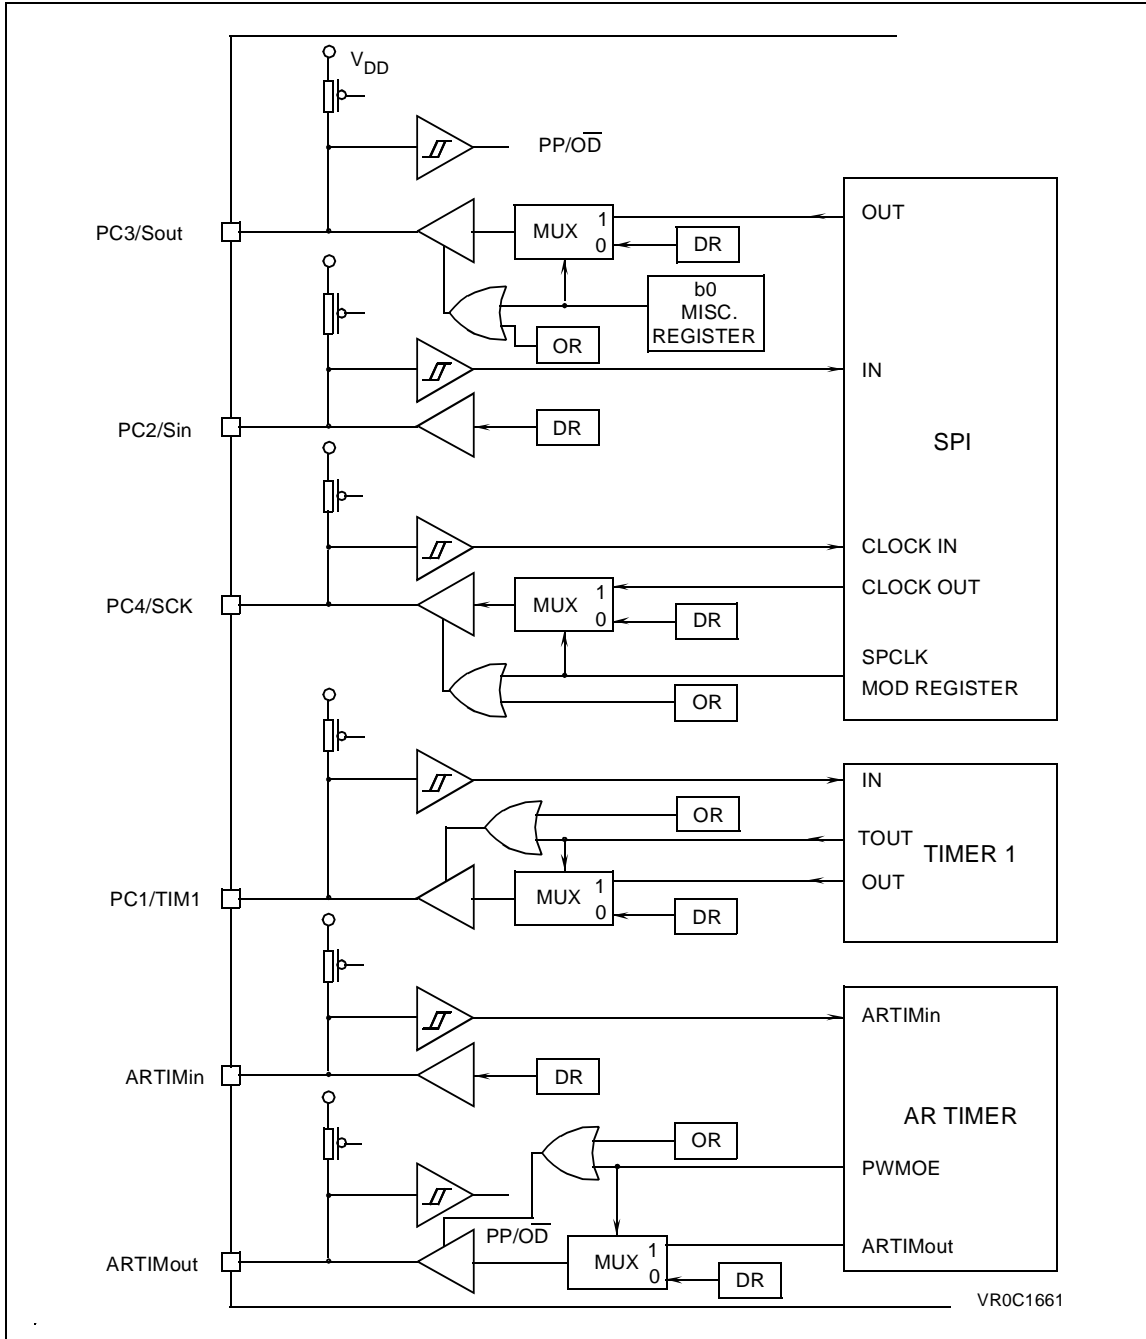 VDD
PP/OD
PC3/Sout
MUX 1 0
DR
OUT
b0
MISC.
REGISTER
OR
IN
PC2/Sin
DR
SPI
CLOCK IN
CLOCK OUT
PC4/SCK
MUX 1 0
DR
SPCLK
MOD REGISTER
OR
IN
OR
TOUT
TIMER 1
OUT
PC1/TIM1
MUX 1 0
DR
ARTIMin
ARTIMin
DR
AR TIMER
OR
PWMOE
PP/OD
ARTIMout
ARTIMout
MUX 1 0
DR
VR0C1661